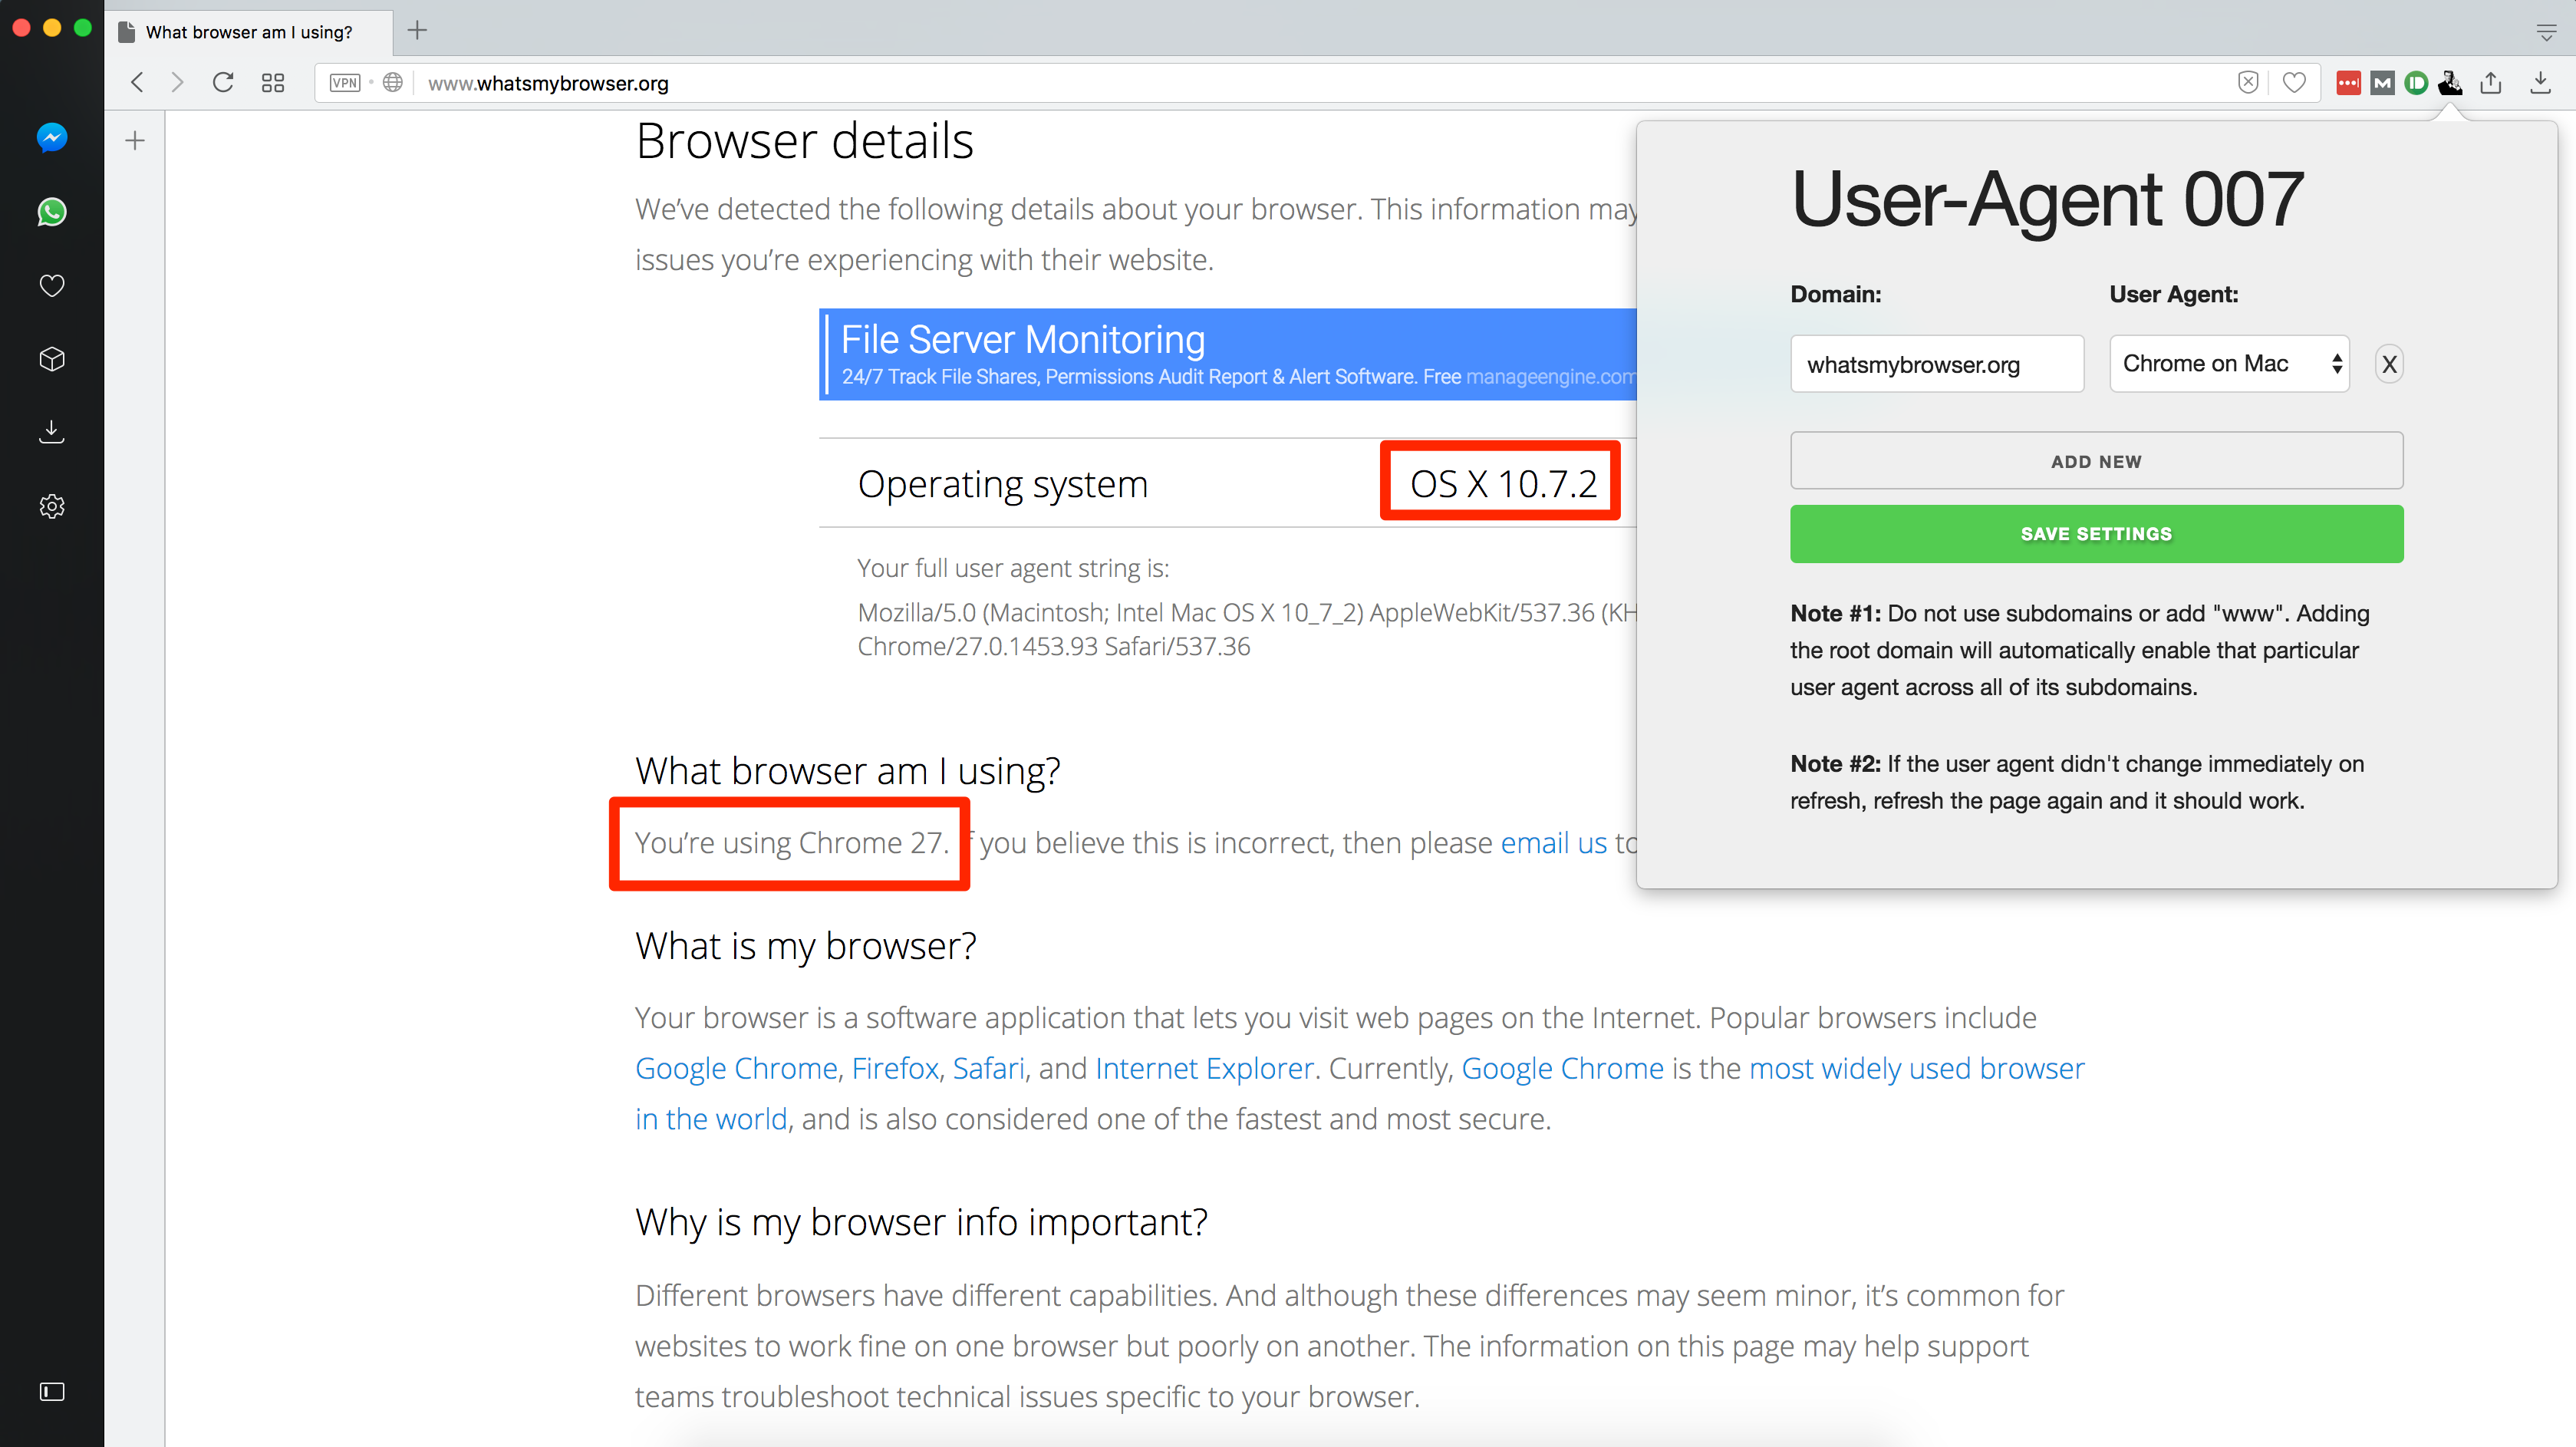 What browser am I using?
VPN
www.whatsmybrowser.org
Browser details
We've detected the following details about your browser. This information may
issues you're experiencing with their website.
File Server Monitoring
24/7 Track File Shares, Permissions Audit Report & Alert Software. Free manageengine.com
Operating system
OS X 10.7.2
Your full user agent string is:
Mozilla/5.0 (Macintosh; Intel Mac OS X 10_7_2) AppleWebKit/537.36 (KH
Chrome/27.0.1453.93 Safari/537.36
What browser am I using?
You're using Chrome 27. f you believe this is incorrect, then please email us to
What is my browser?
Your browser is a software application that lets you visit web pages on the Internet. Popular browsers include
Google Chrome, Firefox, Safari, and Internet Explorer. Currently, Google Chrome is the most widely used browser
in the world, and is also considered one of the fastest and most secure.
Why is my browser info important?
Different browsers have different capabilities. And although these differences may seem minor, it's common for
websites to work fine on one browser but poorly on another. The information on this page may help support
teams troubleshoot technical issues specific to your browser.
User-Agent 007
Domain:
User Agent:
whatsmybrowser.org
Chrome on Mac
X
ADD NEW
SAVE SETTINGS
Note #1: Do not use subdomains or add "www". Adding
the root domain will automatically enable that particular
user agent across all of its subdomains.
Note #2: If the user agent didn't change immediately on
refresh, refresh the page again and it should work.